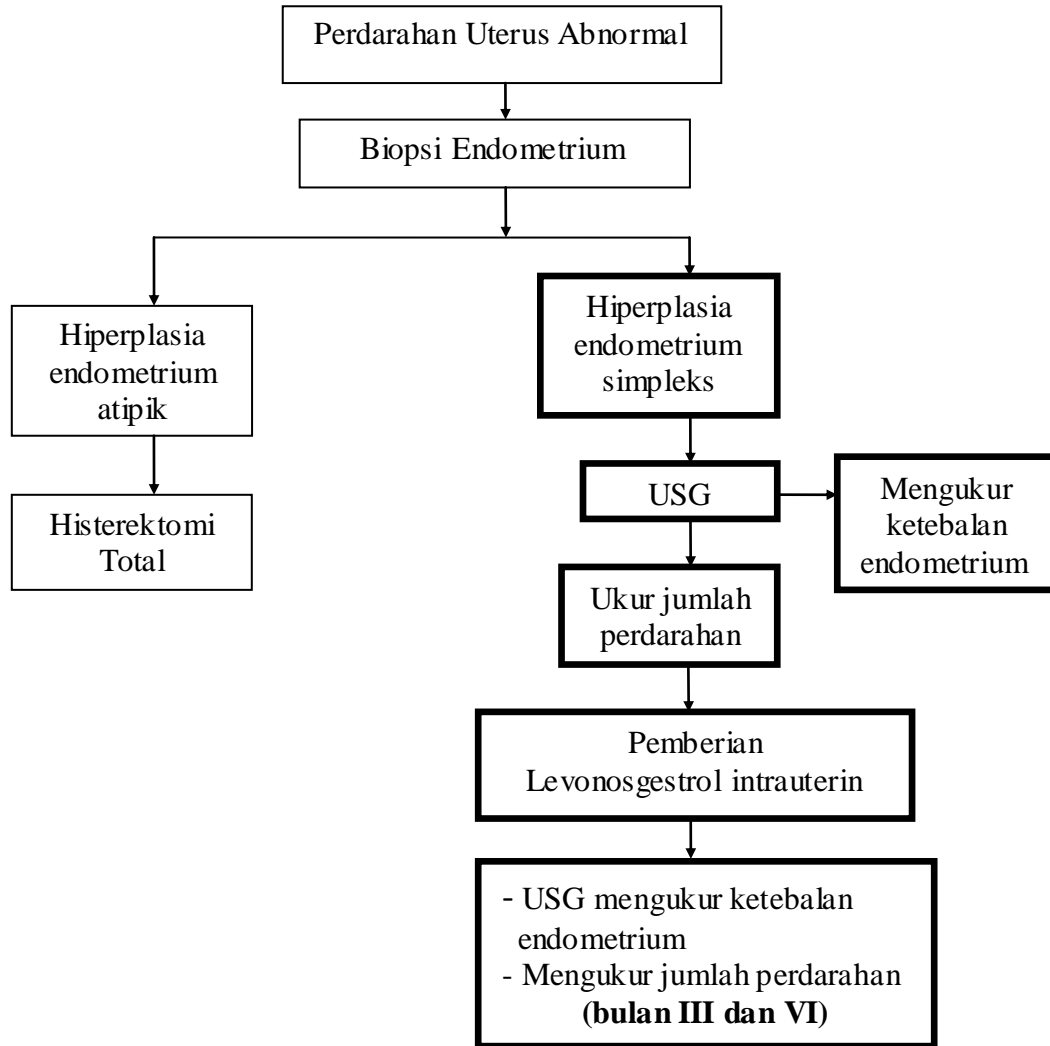 Perdarahan Uterus Abnormal
Biopsi Endometrium
Hiperplasia
endometrium
atipik
Histerektomi
Total
Hiperplasia
endometrium
simpleks
USG
Mengukur
ketebalan
endometrium
Ukur jumlah
perdarahan
Pemberian
Levonosgestrol intrauterin
- USG mengukur ketebalan
endometrium
- Mengukur jumlah perdarahan
(bulan III dan VI)